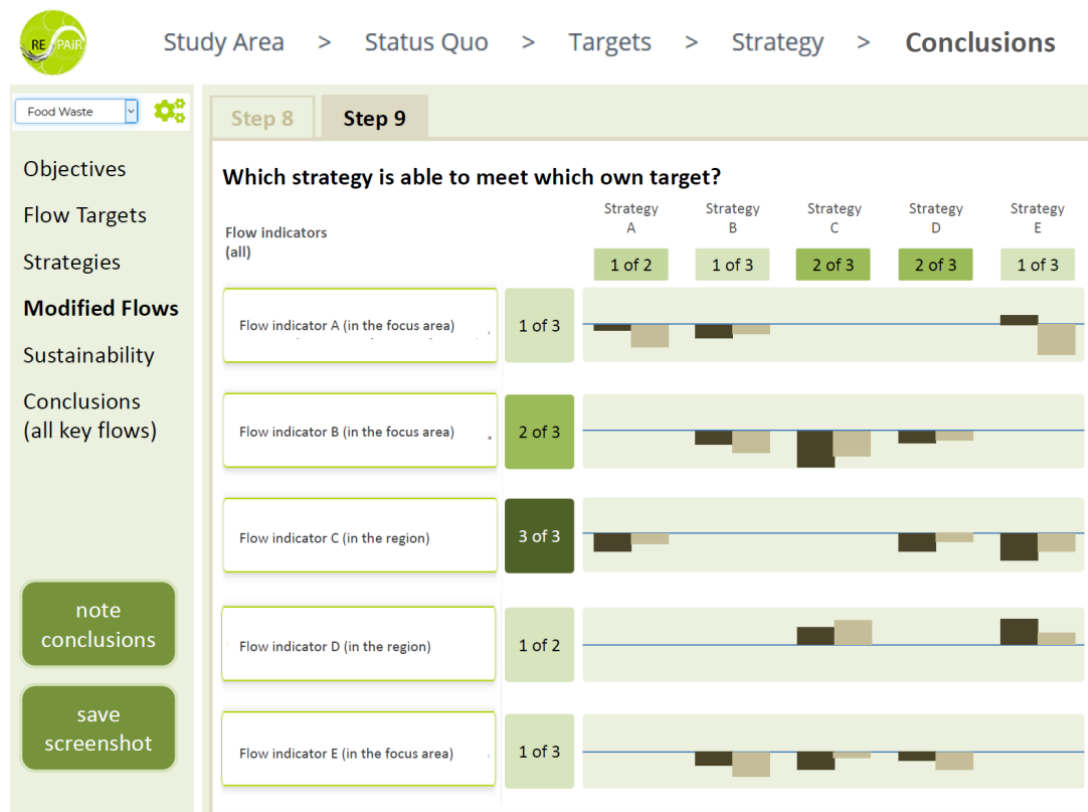 RE PAiR
Study Area > Status Quo > Targets > Strategy > Conclusions
Food Waste
Step 8
Step 9
Objectives
Flow Targets
Strategies
Modified Flows
Sustainability
Conclusions
(all key flows)
note
conclusions
save
screenshot
Which strategy is able to meet which own target?
Flow indicators
(all)
Strategy
A
Strategy
B
Strategy
C
Strategy
D
Strategy
E
1 of 2
1 of 3
2 of 3
2 of 3
1 of 3
Flow indicator A (in the focus area)
1 of 3
Flow indicator B (in the focus area)
2 of 3
Flow indicator C (in the region)
3 of 3
Flow indicator D (in the region)
1 of 2
Flow indicator E (in the focus area)
1 of 3